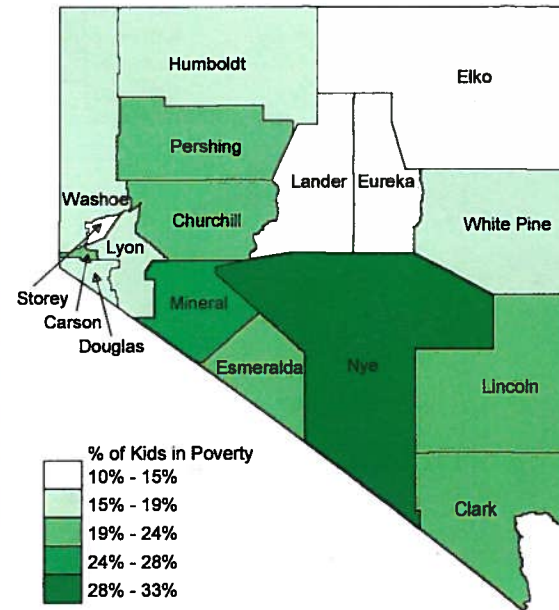 Humboldt
Elko
Pershing
Lander
Eureka
Washoe
Churchill
White Pine
Lyon
Storey
Carson
Douglas
Mineral
Esmeralda
Nye
Lincoln
Clark
% of Kids in Poverty
10% - 15%
15% - 19%
19% - 24%
24% - 28%
28% - 33%